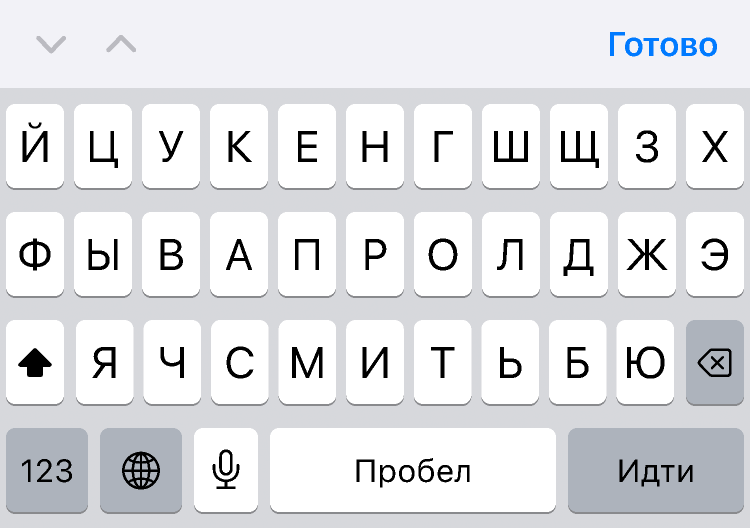 Готово
Й Ц У К Е Н Г Ш Щ З Х
Ф Ы В А П Р О Л Д Ж Э
Я Ч С М И Т Ь Б Ю
123 Пробел Идти